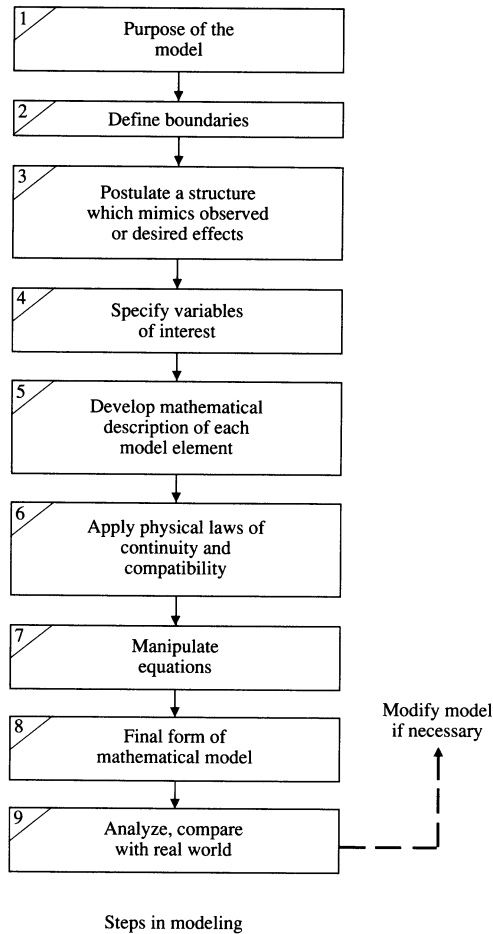 1
Purpose of the
model
2
Define boundaries
3
Postulate a structure
which mimics observed
or desired effects
4
Specify variables
of interest
5
Develop mathematical
description of each
model element
6
Apply physical laws of
continuity and
compatibility
7
Manipulate
equations
8
Final form of
mathematical model
9
Analyze, compare
with real world
Modify model
if necessary
Steps in modeling